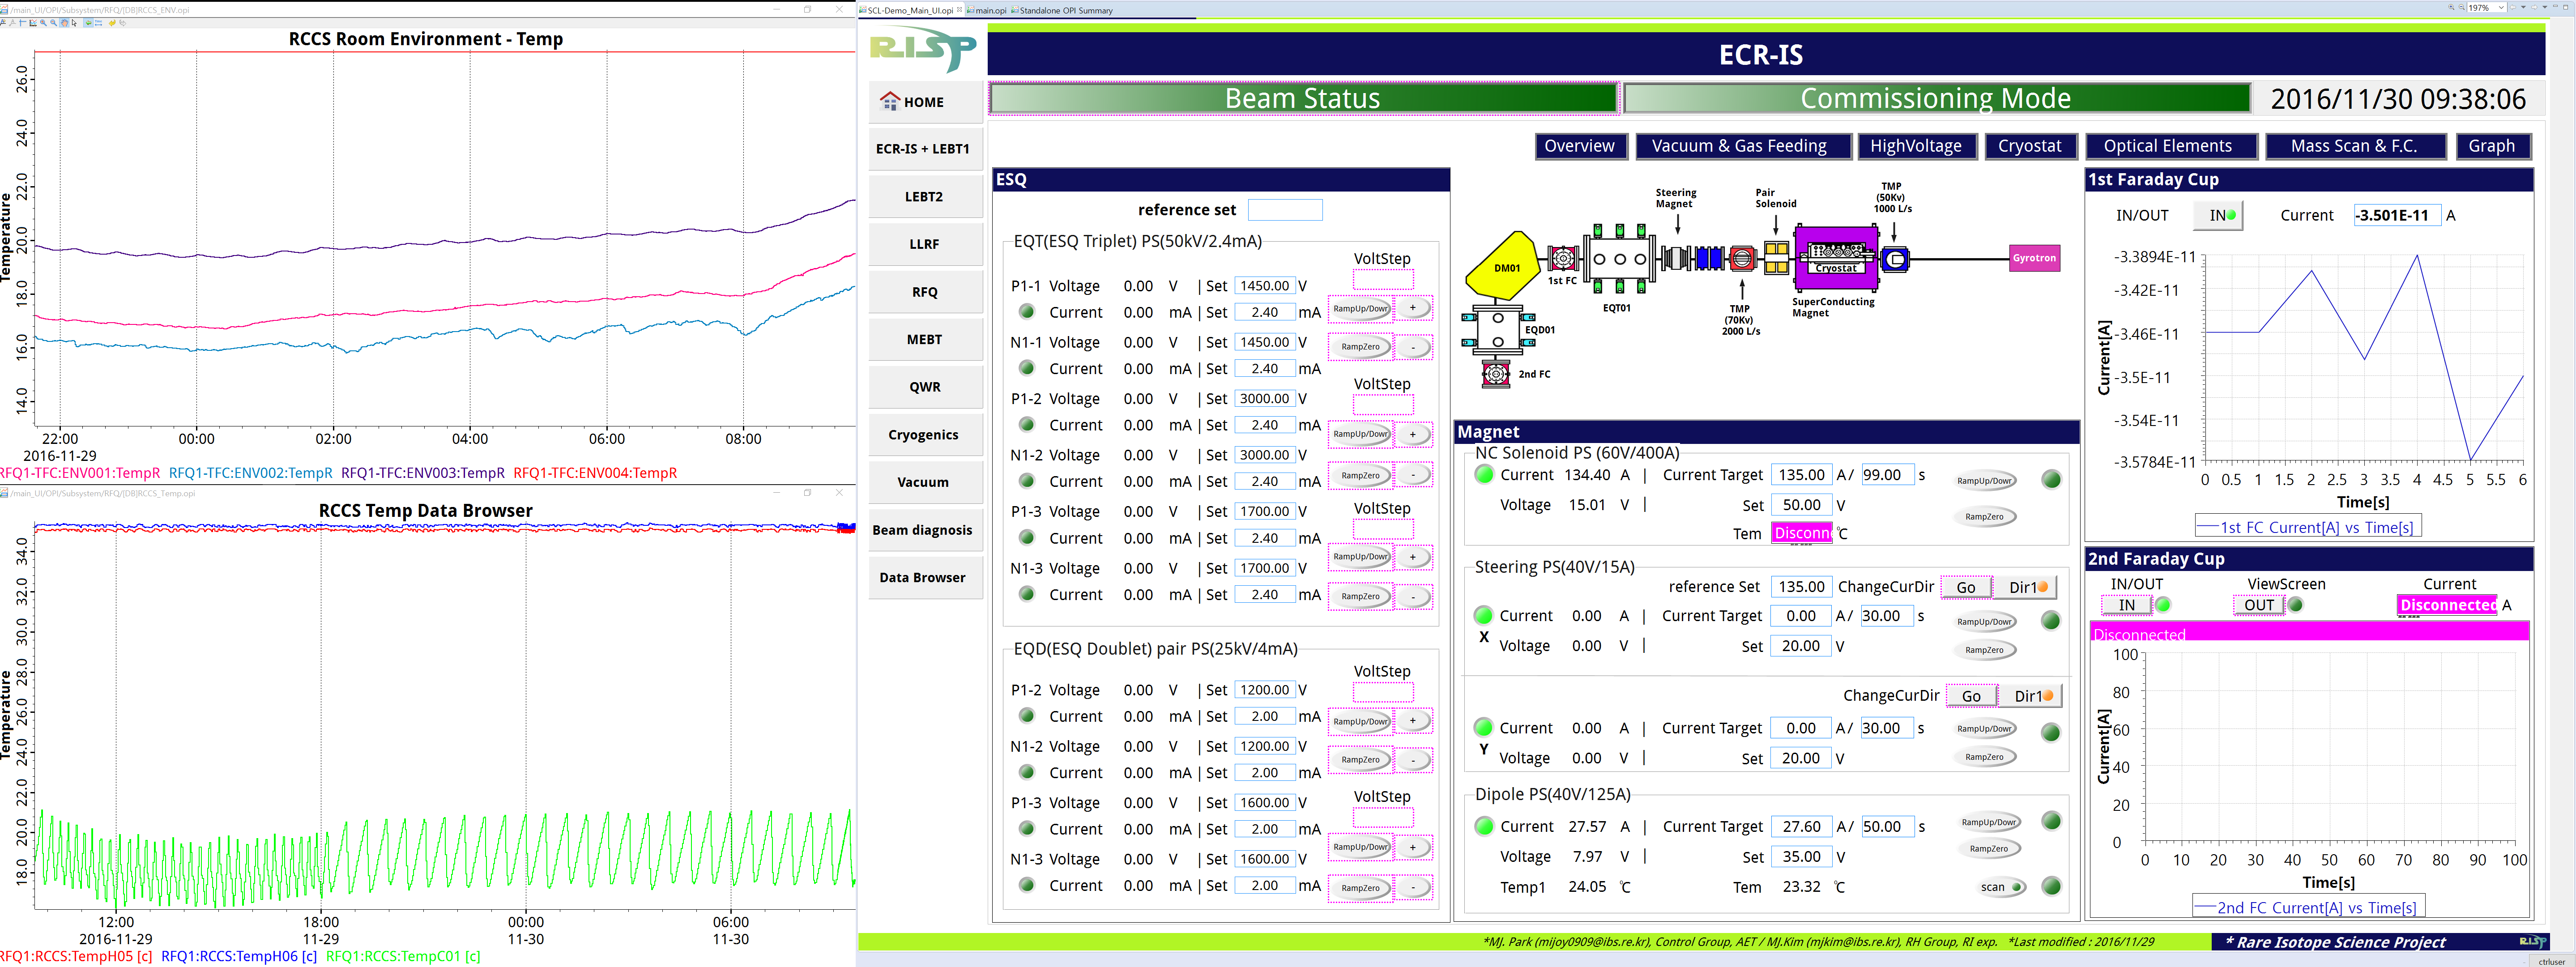 /main_UI/OPI/Subsystem/RFQ/[DB]RCCS_ENV.opi
RCCS Room Environment - Temp
Temperature
26.0
24.0
22.0
20.0
18.0
16.0
14.0
22:00 00:00 02:00 04:00 06:00 08:00
2016-11-29
RFQ1-TFC:ENV001:TempR RFQ1-TFC:ENV002:TempR RFQ1-TFC:ENV003:TempR RFQ1-TFC:ENV004:TempR
/main_UI/OPI/Subsystem/RFQ/[DB]RCCS_Temp.opi
RCCS Temp Data Browser
Temperature
34.0
32.0
30.0
28.0
26.0
24.0
22.0
20.0
18.0
12:00 18:00 00:00 06:00
2016-11-29 11-29 11-30 11-30
RFQ1:RCCS:TempH05 [c] RFQ1:RCCS:TempH06 [c] RFQ1:RCCS:TempC01 [c]
SCL-Demo_Main_UI.opi main.opi Standalone OPI Summary
197%
RISP
ECR-IS
Beam Status Commissioning Mode 2016/11/30 09:38:06
HOME
ECR-IS + LEBT1
LEBT2
LLRF
RFQ
MEBT
QWR
Cryogenics
Vacuum
Beam diagnosis
Data Browser
Overview Vacuum & Gas Feeding HighVoltage Cryostat Optical Elements Mass Scan & F.C. Graph
ESQ
reference set
EQT(ESQ Triplet) PS(50kV/2.4mA)
VoltStep
P1-1 Voltage 0.00 V | Set 1450.00 V
Current 0.00 mA | Set 2.40 mA RampUp/Dowr +
N1-1 Voltage 0.00 V | Set 1450.00 V RampZero -
Current 0.00 mA | Set 2.40 mA
VoltStep
P1-2 Voltage 0.00 V | Set 3000.00 V
Current 0.00 mA | Set 2.40 mA RampUp/Dowr +
N1-2 Voltage 0.00 V | Set 3000.00 V
Current 0.00 mA | Set 2.40 mA RampZero -
VoltStep
P1-3 Voltage 0.00 V | Set 1700.00 V
Current 0.00 mA | Set 2.40 mA RampUp/Dowr +
N1-3 Voltage 0.00 V | Set 1700.00 V
Current 0.00 mA | Set 2.40 mA RampZero -
EQD(ESQ Doublet) pair PS(25kV/4mA)
VoltStep
P1-2 Voltage 0.00 V | Set 1200.00 V
Current 0.00 mA | Set 2.00 mA RampUp/Dowr +
N1-2 Voltage 0.00 V | Set 1200.00 V
Current 0.00 mA | Set 2.00 mA RampZero -
VoltStep
P1-3 Voltage 0.00 V | Set 1600.00 V
Current 0.00 mA | Set 2.00 mA RampUp/Dowr +
N1-3 Voltage 0.00 V | Set 1600.00 V
Current 0.00 mA | Set 2.00 mA RampZero -
Steering
Magnet
Pair
Solenoid
TMP
(50Kv)
1000 L/s
DM01
1st FC
EQT01
Cryostat
Gyrotron
TMP
(70Kv)
2000 L/s
SuperConducting
Magnet
EQD01
2nd FC
Magnet
NC Solenoid PS (60V/400A)
Current 134.40 A | Current Target 135.00 A/ 99.00 s RampUp/Dowr
Voltage 15.01 V | Set 50.00 V RampZero
Tem Disconn °C
Steering PS(40V/15A)
reference Set 135.00 ChangeCurDir Go Dir1
Current 0.00 A | Current Target 0.00 A/ 30.00 s RampUp/Dowr
X
Voltage 0.00 V | Set 20.00 V RampZero
ChangeCurDir Go Dir1
Current 0.00 A | Current Target 0.00 A/ 30.00 s RampUp/Dowr
Y
Voltage 0.00 V | Set 20.00 V RampZero
Dipole PS(40V/125A)
Current 27.57 A | Current Target 27.60 A/ 50.00 s RampUp/Dowr
Voltage 7.97 V | Set 35.00 V RampZero
Temp1 24.05 °C Tem 23.32 °C scan
1st Faraday Cup
IN/OUT IN Current -3.501E-11 A
Current[A]
-3.3894E-11
-3.42E-11
-3.46E-11
-3.5E-11
-3.54E-11
-3.5784E-11
0 0.5 1 1.5 2 2.5 3 3.5 4 4.5 5 5.5 6
Time[s]
1st FC Current[A] vs Time[s]
2nd Faraday Cup
IN/OUT ViewScreen Current
IN OUT Disconnected A
Disconnected
Current[A]
100
80
60
40
20
0
0 10 20 30 40 50 60 70 80 90 100
Time[s]
2nd FC Current[A] vs Time[s]
*MJ. Park (mijoy0909@ibs.re.kr), Control Group, AET / MJ.Kim (mjkim@ibs.re.kr), RH Group, RI exp. *Last modified : 2016/11/29
* Rare Isotope Science Project RISP
ctrluser